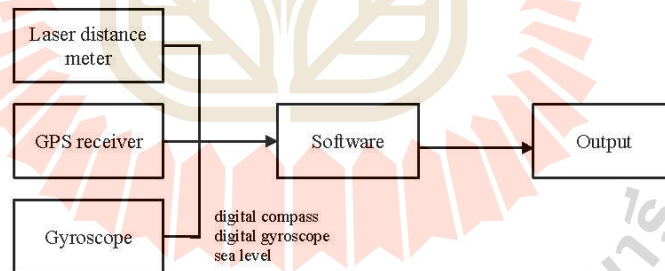 Laser distance
meter
GPS receiver
Software
Output
Gyroscope
digital compass
digital gyroscope
sea level